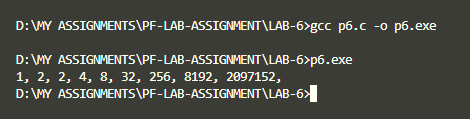 D:\MY ASSIGNMENTS\PF-LAB-ASSIGNMENT\LAB-6>gcc p6.c -o p6.exe
D:\MY ASSIGNMENTS\PF-LAB-ASSIGNMENT\LAB-6>p6.exe
1, 2, 2, 4, 8, 32, 256, 8192, 2097152,
D:\MY ASSIGNMENTS\PF-LAB-ASSIGNMENT\LAB-6>